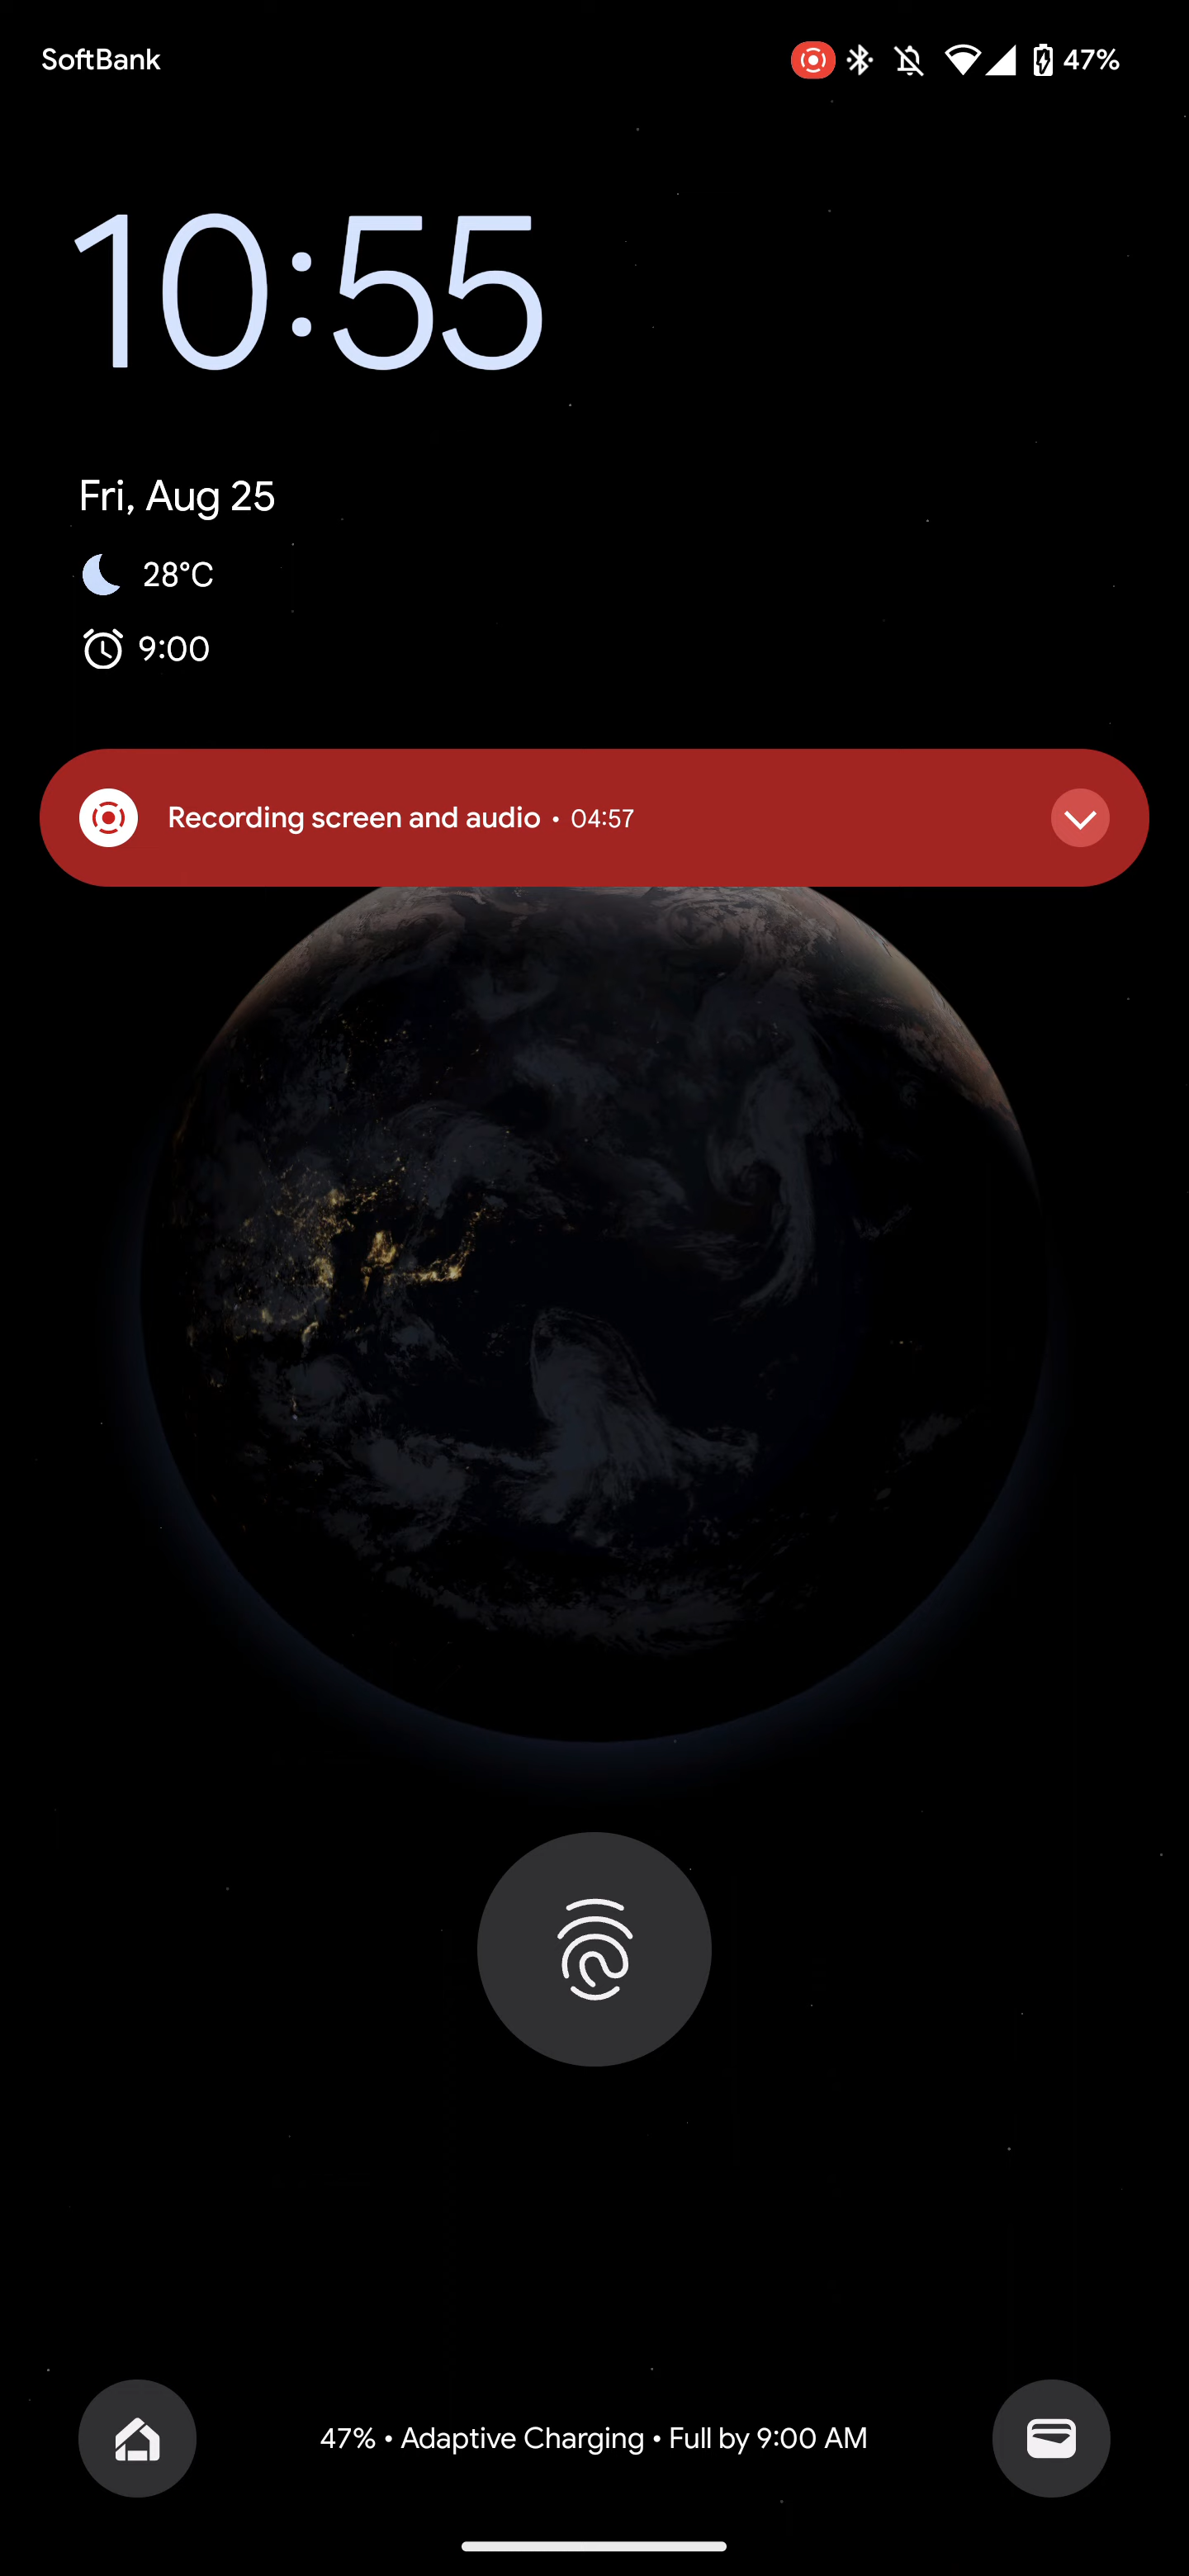 SoftBank
47%
10:55
Fri, Aug 25
28°C
9:00
Recording screen and audio • 04:57
47% • Adaptive Charging • Full by 9:00 AM